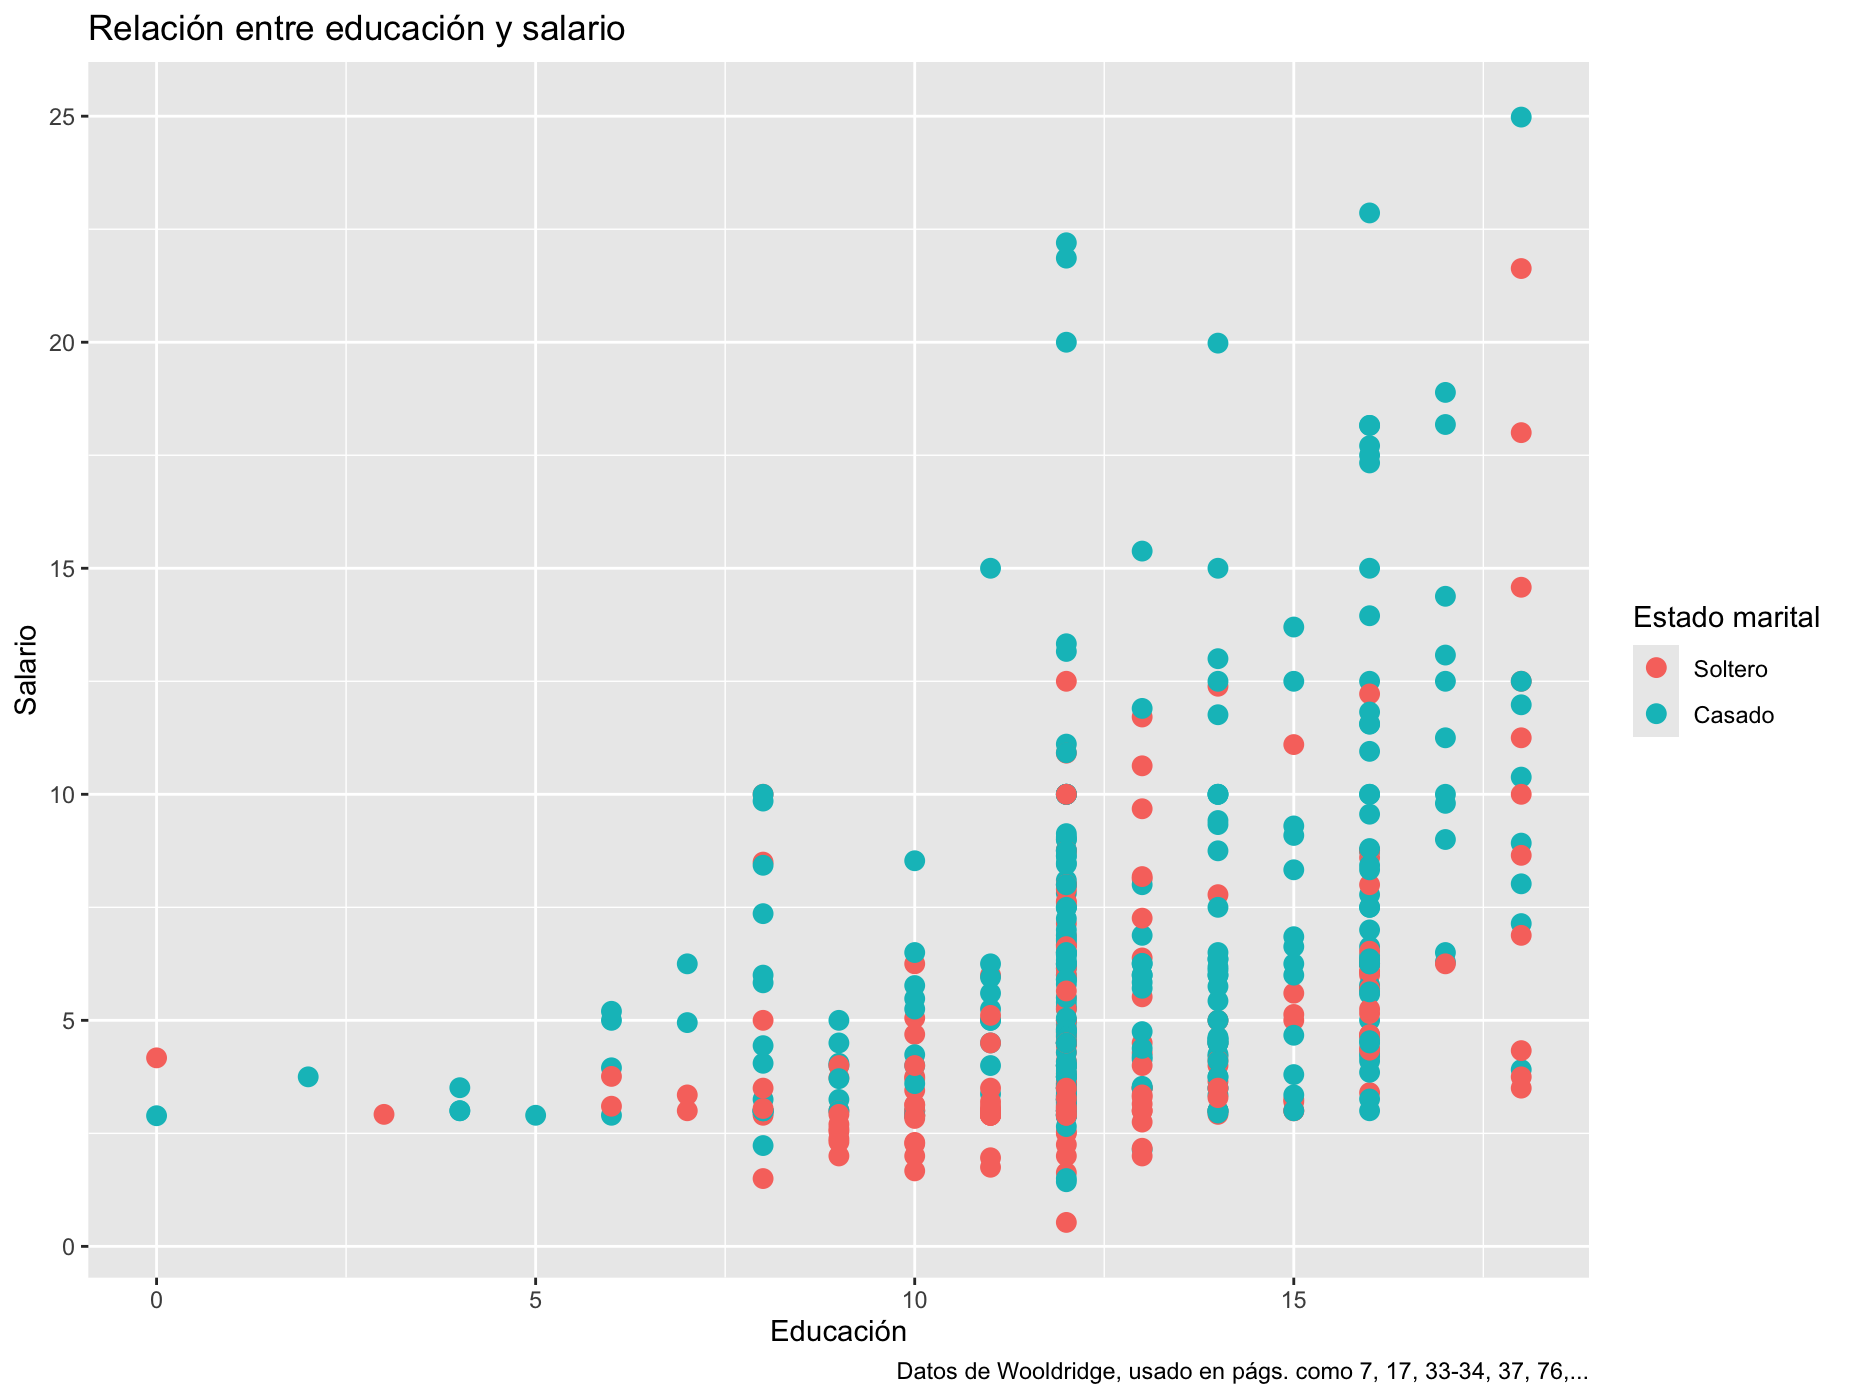 Relación entre educación y salario
25
20
15
10
5
0
Salario
0 5 10 15
Educación
Estado marital
Soltero
Casado
Datos de Wooldridge, usado en págs. como 7, 17, 33-34, 37, 76,...